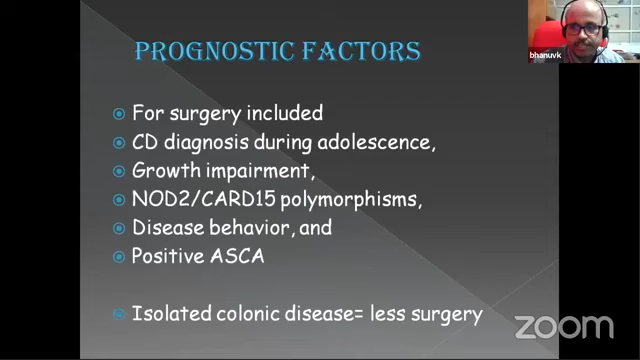 bhanuvk
PROGNOSTIC FACTORS
For surgery included
CD diagnosis during adolescence,
Growth impairment,
NOD2/CARD15 polymorphisms,
Disease behavior, and
Positive ASCA
Isolated colonic disease= less surgery
zoom